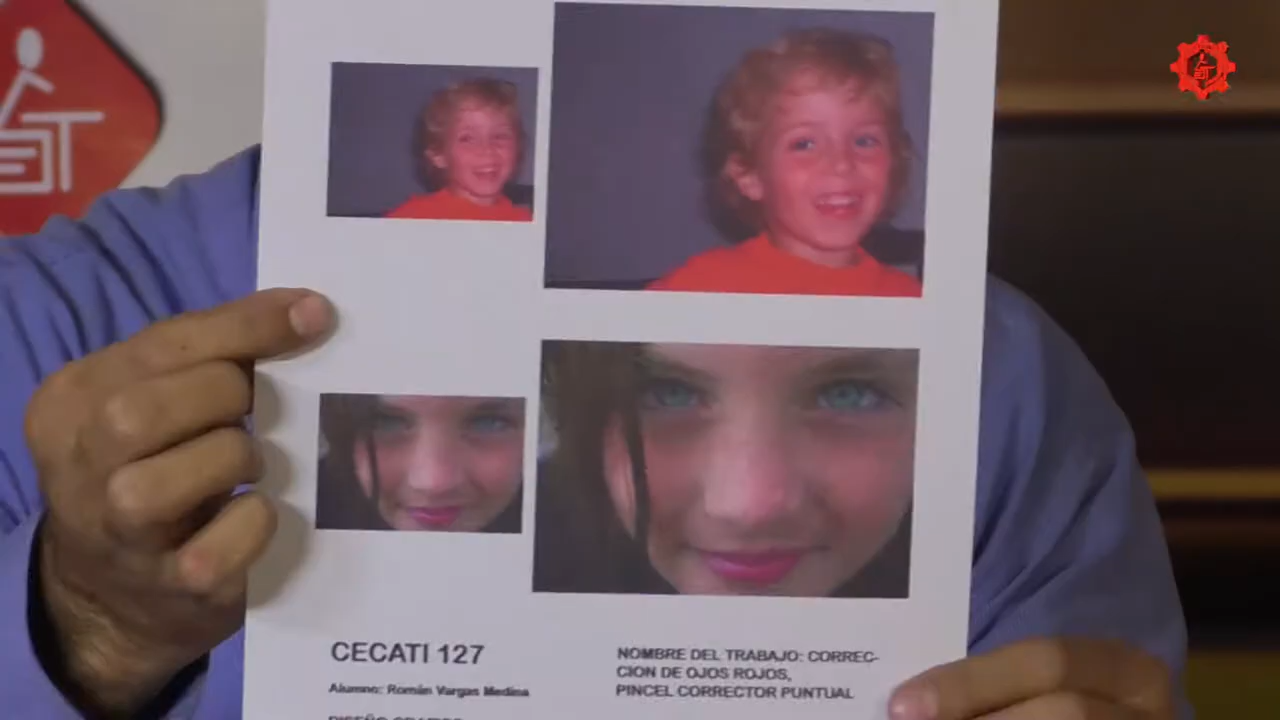 CECATI 127
Alumno: Román Vargas Medina
NOMBRE DEL TRABAJO: CORREC-
CION DE OJOS ROJOS,
PINCEL CORRECTOR PUNTUAL